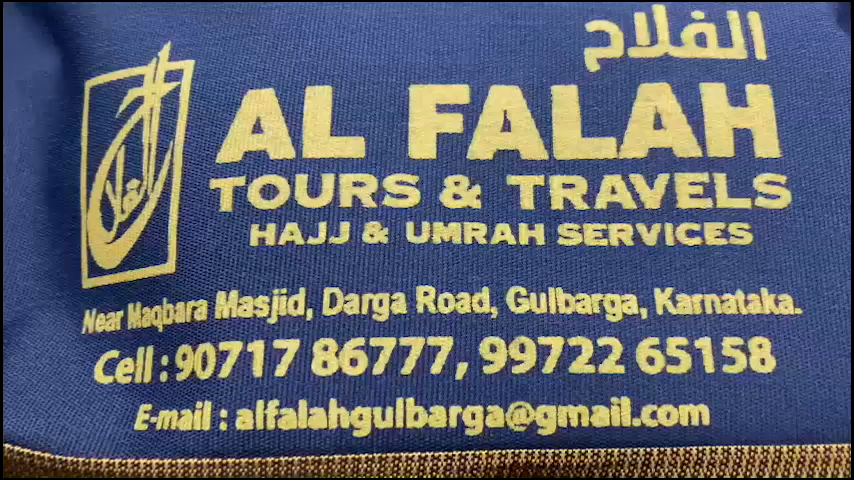 الفلاح
الفلاح
AL FALAH
TOURS & TRAVELS
HAJJ & UMRAH SERVICES
Near Maqbara Masjid, Darga Road, Gulbarga, Karnataka.
Cell : 90717 86777, 99722 65158
E-mail : alfalahgulbarga@gmail.com